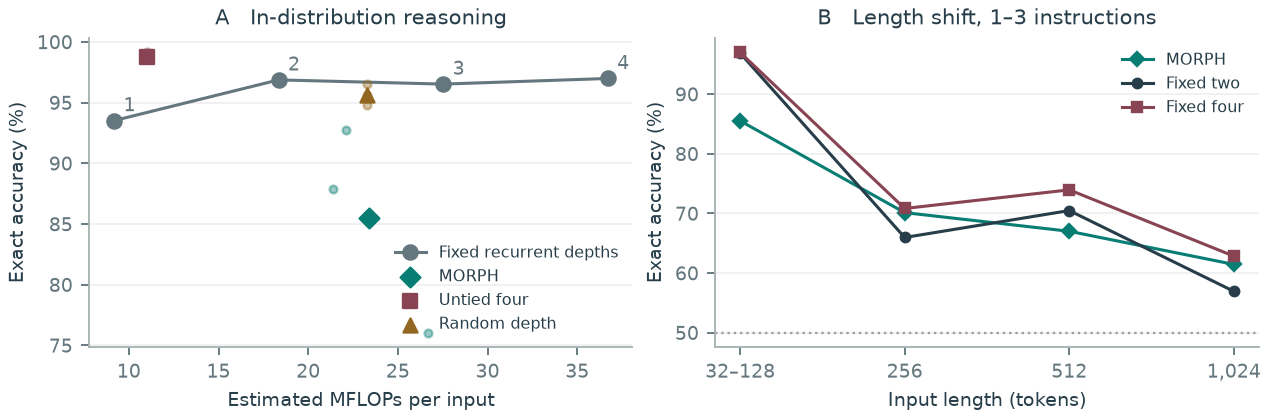 A In-distribution reasoning
Exact accuracy (%)
100
95
90
85
80
75
1
2
3
4
Fixed recurrent depths
MORPH
Untied four
Random depth
10 15 20 25 30 35
Estimated MFLOPs per input
B Length shift, 1–3 instructions
Exact accuracy (%)
90
80
70
60
50
MORPH
Fixed two
Fixed four
32–128 256 512 1,024
Input length (tokens)